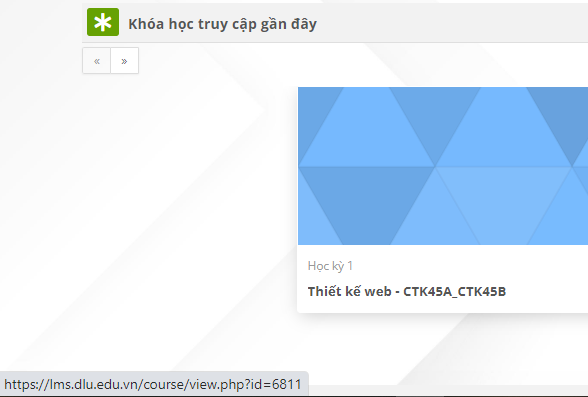 Khóa học truy cập gần đây
« »
Học kỳ 1
Thiết kế web - CTK45A_CTK45B
https://lms.dlu.edu.vn/course/view.php?id=6811